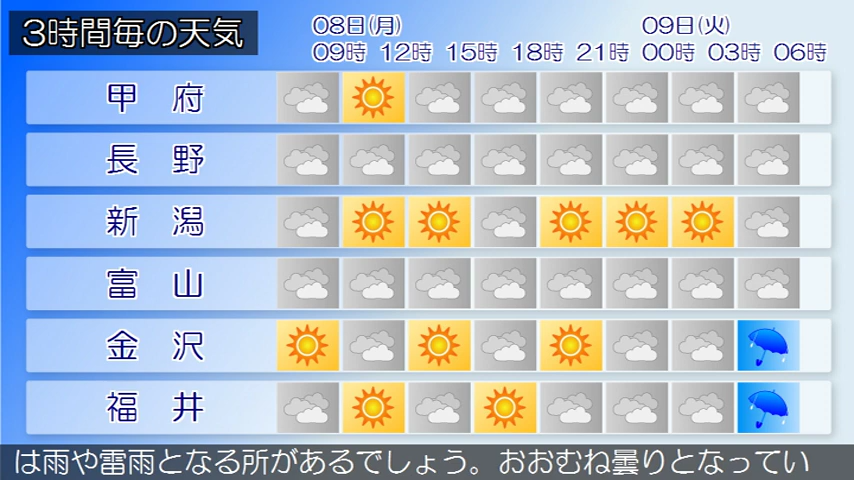 3時間毎の天気
08日(月) 09日(火)
09時 12時 15時 18時 21時 00時 03時 06時
甲府
長野
新潟
富山
金沢
福井
は雨や雷雨となる所があるでしょう。おおむね曇りとなってい